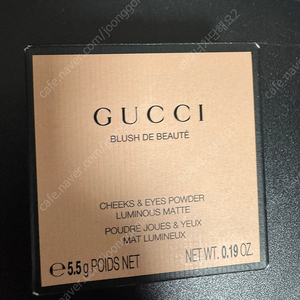 GUCCI
BLUSH DE BEAUTÉ
CHEEKS & EYES POWDER
LUMINOUS MATTE
POUDRE JOUES & YEUX
MAT LUMINEUX
℮ 5.5 g POIDS NET NET WT. 0.19 OZ.